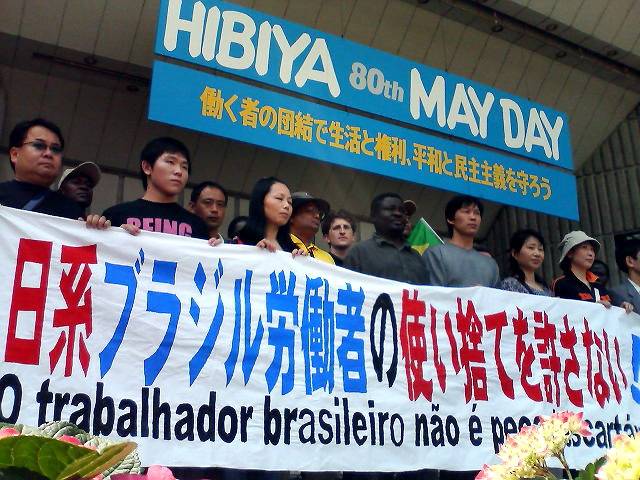 HIBIYA 80th MAY DAY
働く者の団結で生活と権利、平和と民主主義を守ろう
BEING
日系ブラジル労働者の使い捨てを許さない
O trabalhador brasileiro não é